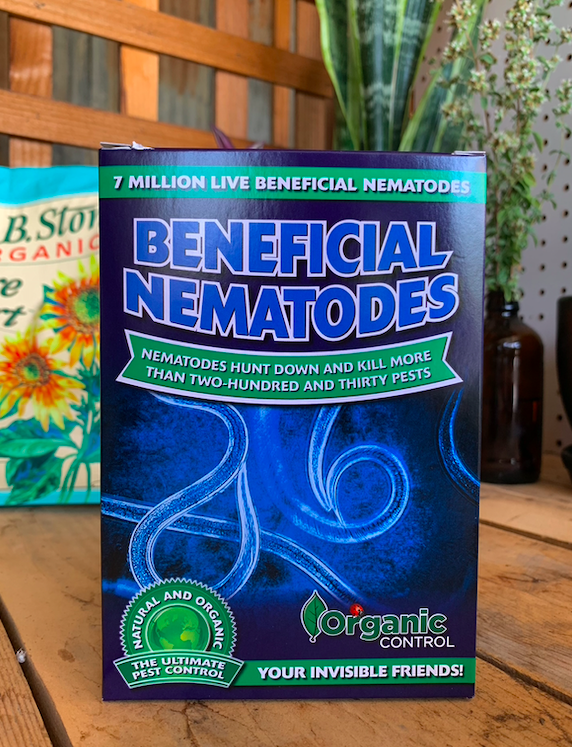 7 MILLION LIVE BENEFICIAL NEMATODES
BENEFICIAL
NEMATODES
NEMATODES HUNT DOWN AND KILL MORE
THAN TWO-HUNDRED AND THIRTY PESTS
NATURAL AND ORGANIC
THE ULTIMATE
PEST CONTROL
Organic
CONTROL
YOUR INVISIBLE FRIENDS!